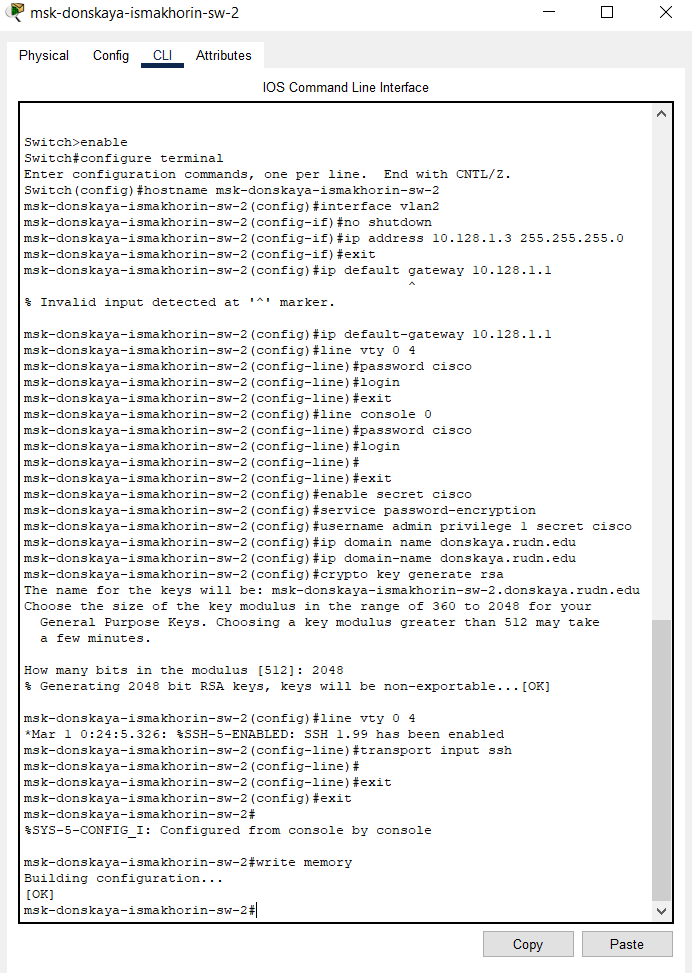 msk-donskaya-ismakhorin-sw-2
Physical Config CLI Attributes
IOS Command Line Interface
Switch>enable
Switch#configure terminal
Enter configuration commands, one per line.  End with CNTL/Z.
Switch(config)#hostname msk-donskaya-ismakhorin-sw-2
msk-donskaya-ismakhorin-sw-2(config)#interface vlan2
msk-donskaya-ismakhorin-sw-2(config-if)#no shutdown
msk-donskaya-ismakhorin-sw-2(config-if)#ip address 10.128.1.3 255.255.255.0
msk-donskaya-ismakhorin-sw-2(config-if)#exit
msk-donskaya-ismakhorin-sw-2(config)#ip default gateway 10.128.1.1
^
% Invalid input detected at '^' marker.
msk-donskaya-ismakhorin-sw-2(config)#ip default-gateway 10.128.1.1
msk-donskaya-ismakhorin-sw-2(config)#line vty 0 4
msk-donskaya-ismakhorin-sw-2(config-line)#password cisco
msk-donskaya-ismakhorin-sw-2(config-line)#login
msk-donskaya-ismakhorin-sw-2(config-line)#exit
msk-donskaya-ismakhorin-sw-2(config)#line console 0
msk-donskaya-ismakhorin-sw-2(config-line)#password cisco
msk-donskaya-ismakhorin-sw-2(config-line)#login
msk-donskaya-ismakhorin-sw-2(config-line)#
msk-donskaya-ismakhorin-sw-2(config-line)#exit
msk-donskaya-ismakhorin-sw-2(config)#enable secret cisco
msk-donskaya-ismakhorin-sw-2(config)#service password-encryption
msk-donskaya-ismakhorin-sw-2(config)#username admin privilege 1 secret cisco
msk-donskaya-ismakhorin-sw-2(config)#ip domain name donskaya.rudn.edu
msk-donskaya-ismakhorin-sw-2(config)#ip domain-name donskaya.rudn.edu
msk-donskaya-ismakhorin-sw-2(config)#crypto key generate rsa
The name for the keys will be: msk-donskaya-ismakhorin-sw-2.donskaya.rudn.edu
Choose the size of the key modulus in the range of 360 to 2048 for your
General Purpose Keys. Choosing a key modulus greater than 512 may take
a few minutes.
How many bits in the modulus [512]: 2048
% Generating 2048 bit RSA keys, keys will be non-exportable...[OK]
msk-donskaya-ismakhorin-sw-2(config)#line vty 0 4
*Mar 1 0:24:5.326: %SSH-5-ENABLED: SSH 1.99 has been enabled
msk-donskaya-ismakhorin-sw-2(config-line)#transport input ssh
msk-donskaya-ismakhorin-sw-2(config-line)#
msk-donskaya-ismakhorin-sw-2(config-line)#exit
msk-donskaya-ismakhorin-sw-2(config)#exit
msk-donskaya-ismakhorin-sw-2#
%SYS-5-CONFIG_I: Configured from console by console
msk-donskaya-ismakhorin-sw-2#write memory
Building configuration...
[OK]
msk-donskaya-ismakhorin-sw-2#
Copy Paste